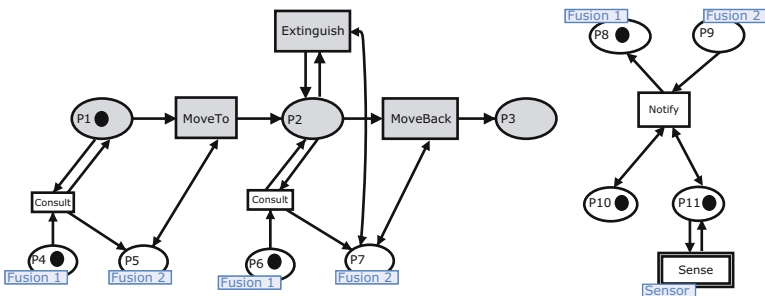 Fusion 1
Fusion 2
P8
P9
Extinguish
Notify
P1
MoveTo
P2
MoveBack
P3
Consult
Consult
P10
P11
P4
P5
P6
P7
Fusion 1
Fusion 2
Fusion 1
Fusion 2
Sense
Sensor